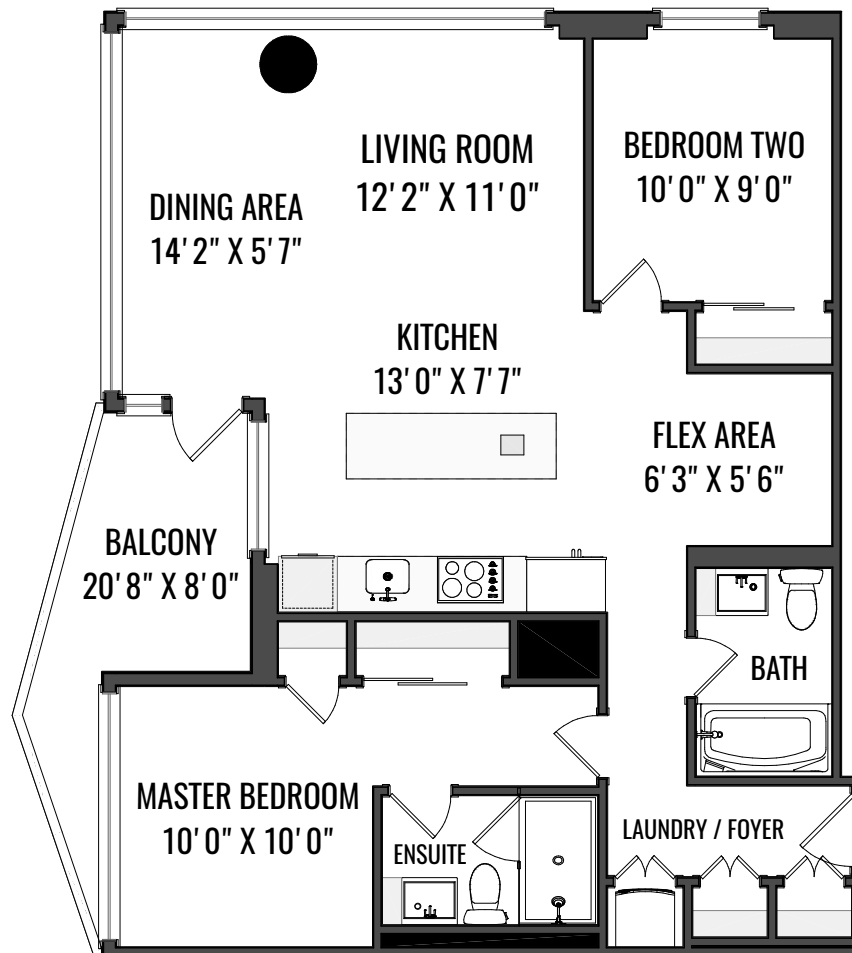 LIVING ROOM
12'2" X 11'0"
BEDROOM TWO
10'0" X 9'0"
DINING AREA
14'2" X 5'7"
KITCHEN
13'0" X 7'7"
FLEX AREA
6'3" X 5'6"
BALCONY
20'8" X 8'0"
BATH
MASTER BEDROOM
10'0" X 10'0"
ENSUITE
LAUNDRY / FOYER